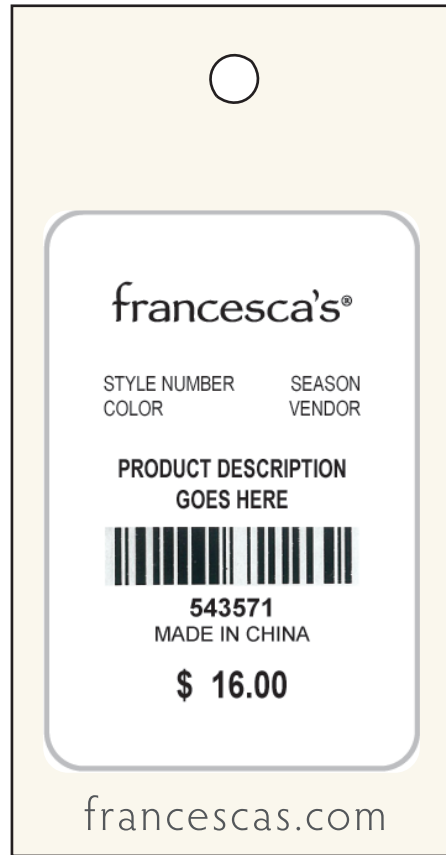 francesca's®
STYLE NUMBER SEASON
COLOR VENDOR
PRODUCT DESCRIPTION
GOES HERE
543571
MADE IN CHINA
$ 16.00
francescas.com